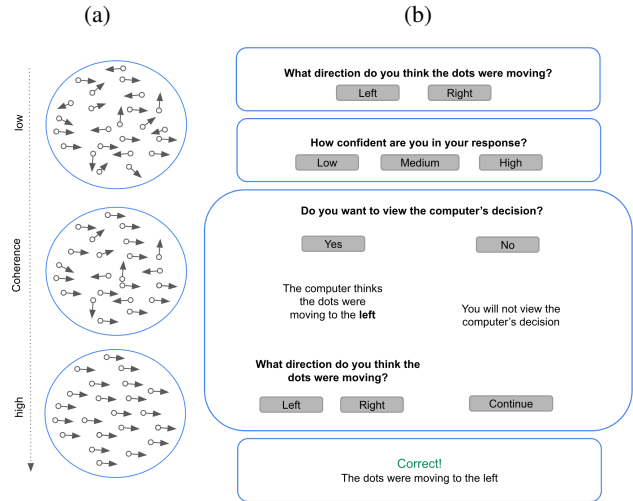 (a)
(b)
low
Coherence
high
What direction do you think the dots were moving?
Left Right
How confident are you in your response?
Low Medium High
Do you want to view the computer's decision?
Yes No
The computer thinks
the dots were
moving to the left
You will not view the
computer's decision
What direction do you think the
dots were moving?
Left Right Continue
Correct!
The dots were moving to the left